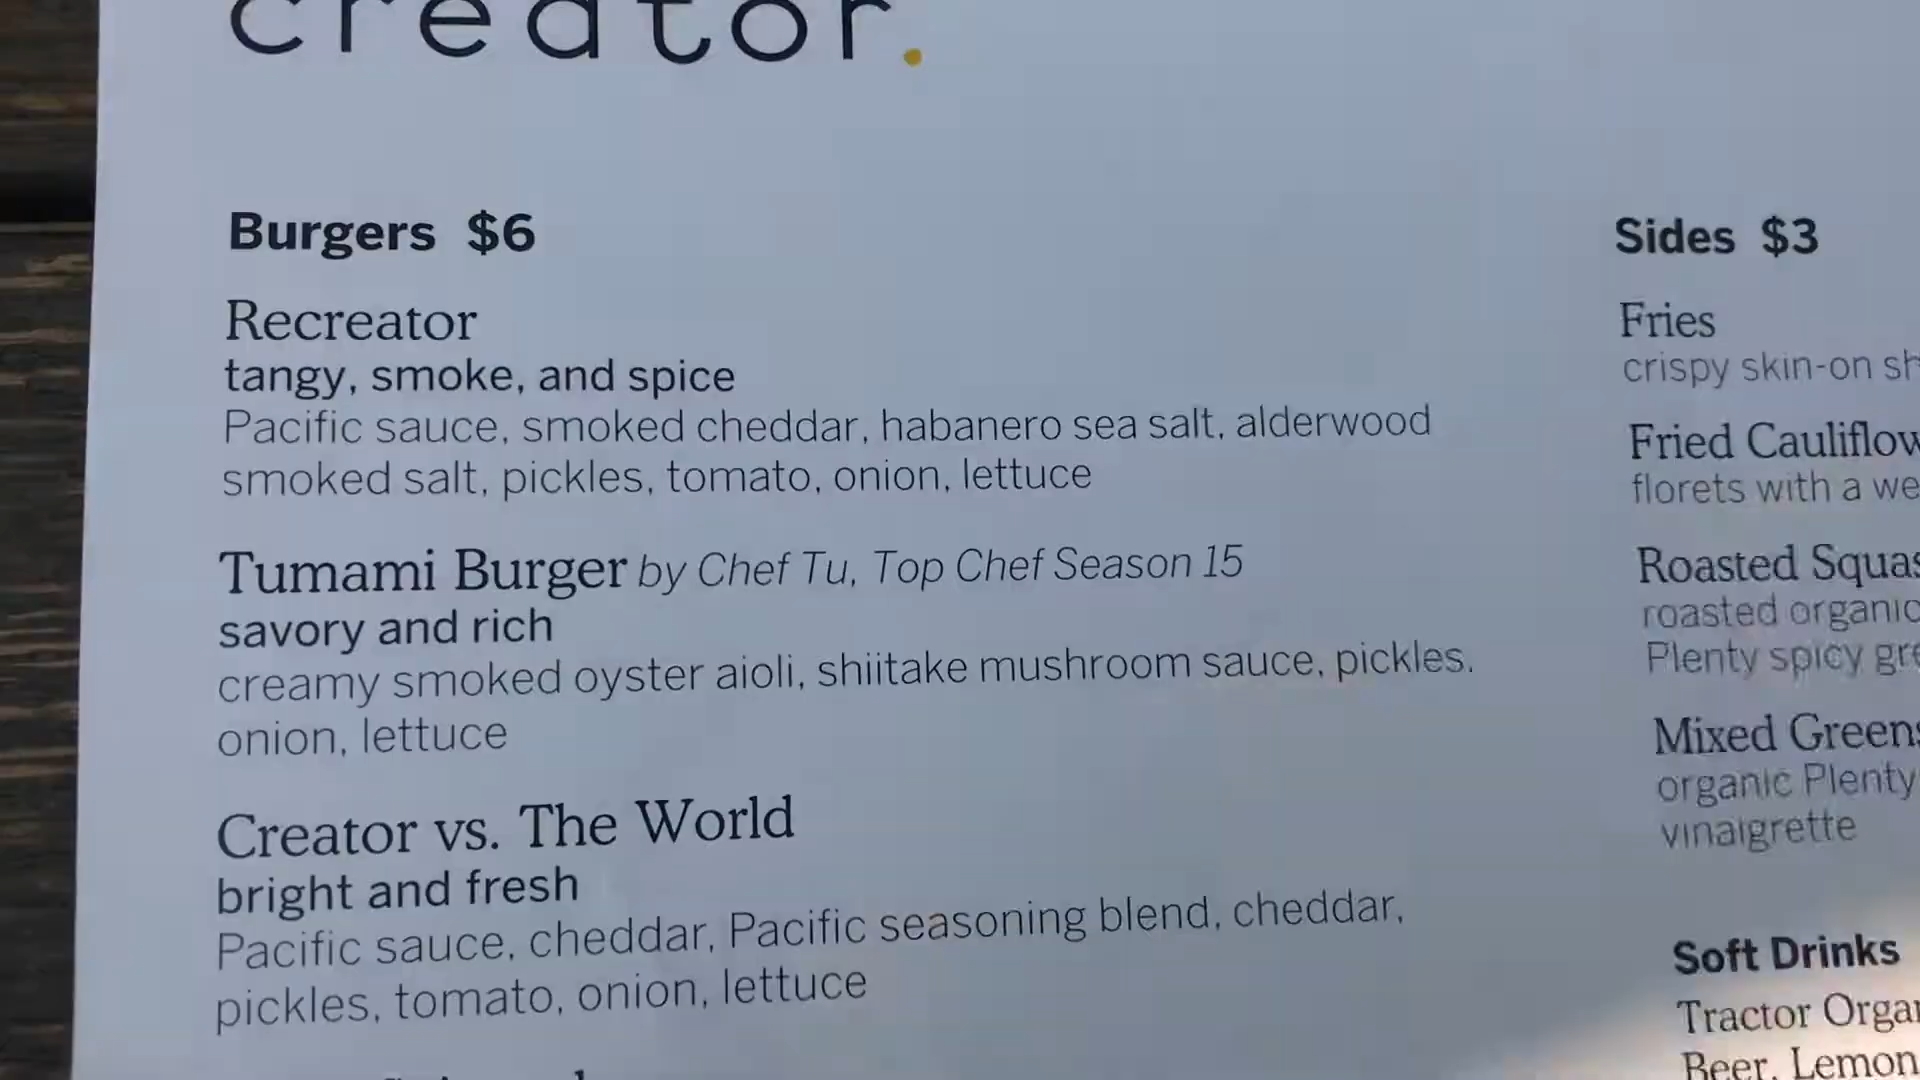 creator.
Burgers $6
Recreator
tangy, smoke, and spice
Pacific sauce, smoked cheddar, habanero sea salt, alderwood
smoked salt, pickles, tomato, onion, lettuce
Tumami Burger by Chef Tu, Top Chef Season 15
savory and rich
creamy smoked oyster aioli, shiitake mushroom sauce, pickles.
onion, lettuce
Creator vs. The World
bright and fresh
Pacific sauce, cheddar, Pacific seasoning blend, cheddar,
pickles, tomato, onion, lettuce
Sides $3
Fries
crispy skin-on
Fried
florets with a
Roasted
roasted
Plenty spicy
Mixed
organic Plenty
vinaigrette
Soft Drinks
Tractor
Beer, Lemon